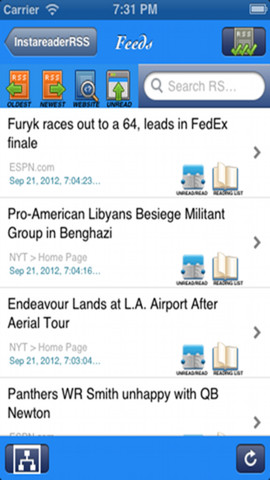 Carrier 7:31 PM
InstareaderRSS Feeds
RSS RSS
OLDEST NEWEST WEBSITE UNREAD Search RS...
Furyk races out to a 64, leads in FedEx
finale
ESPN.com
Sep 21, 2012, 7:04:23...
UNREAD/READ READING LIST
Pro-American Libyans Besiege Militant
Group in Benghazi
NYT > Home Page
Sep 21, 2012, 7:04:16...
UNREAD/READ READING LIST
Endeavour Lands at L.A. Airport After
Aerial Tour
NYT > Home Page
Sep 21, 2012, 7:03:04...
UNREAD/READ READING LIST
Panthers WR Smith unhappy with QB
Newton
ESPN.com